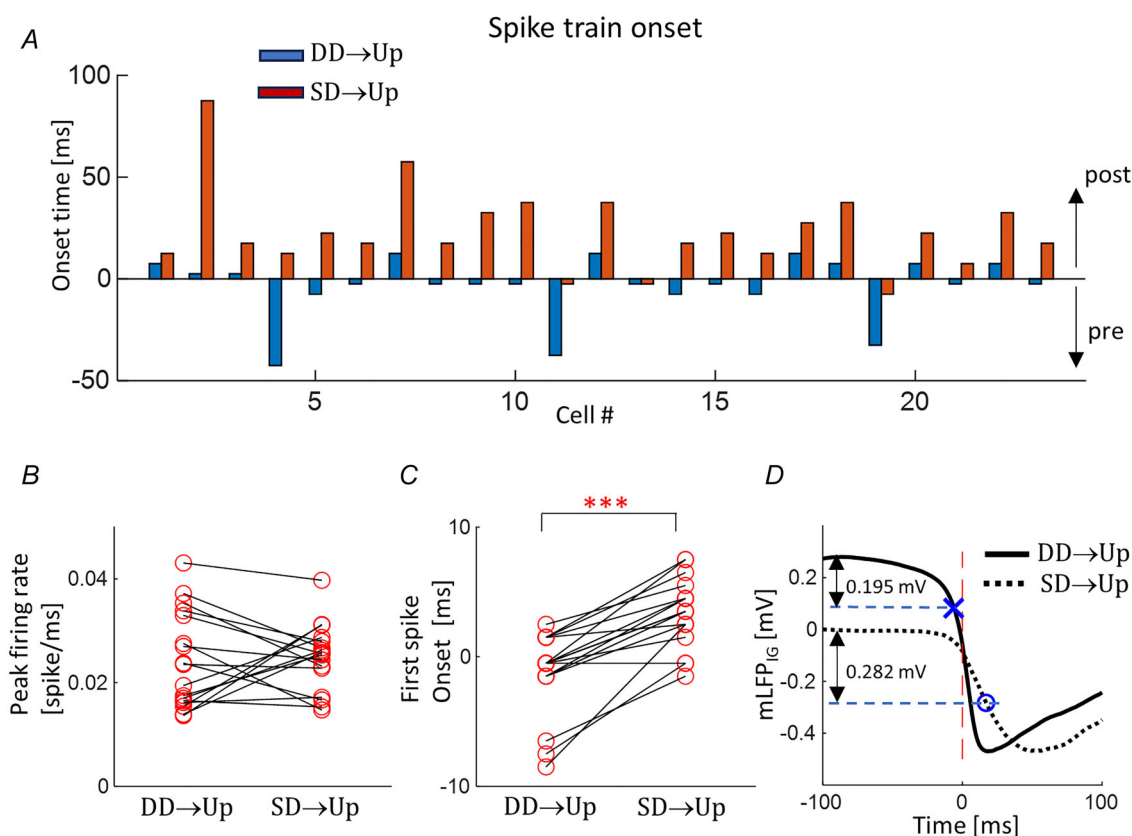 Spike train onset
A
DD→Up
SD→Up
Onset time [ms]
100
50
0
-50
post
pre
5
10
15
20
Cell #
B
Peak firing rate
[spike/ms]
0.04
0.02
0
DD→Up
SD→Up
C
***
First spike
Onset [ms]
10
0
-10
DD→Up
SD→Up
D
DD→Up
SD→Up
mLFP_IG [mV]
0.2
0
-0.2
-0.4
0.195 mV
0.282 mV
-100
0
100
Time [ms]